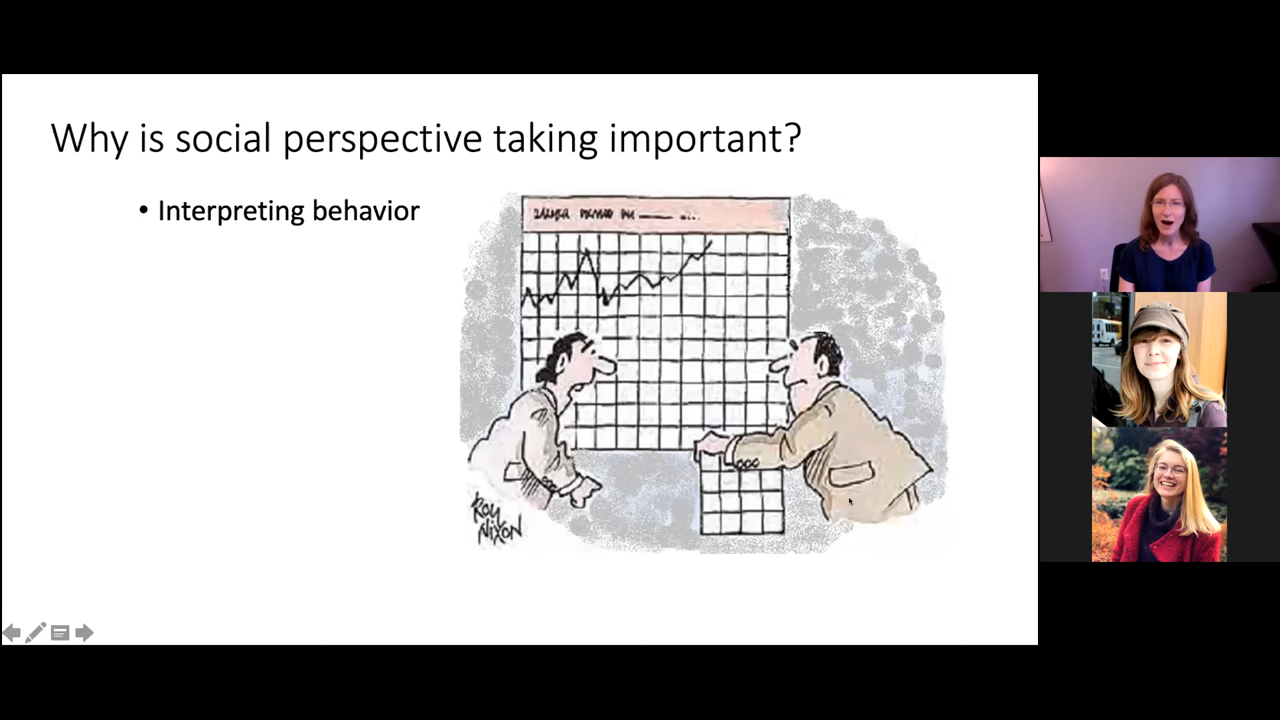 Why is social perspective taking important?
• Interpreting behavior
ROY
NIXON